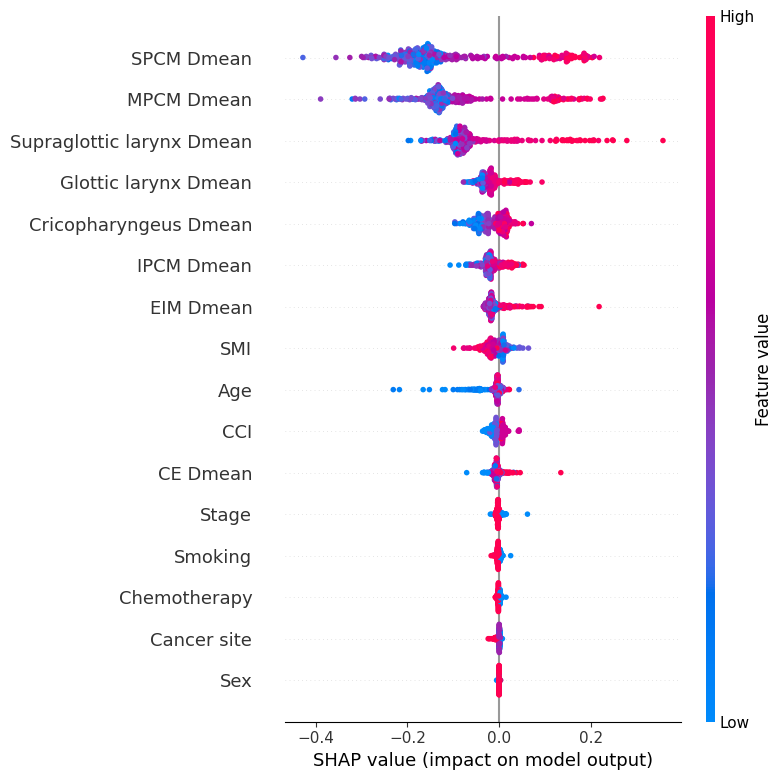 High
SPCM Dmean
MPCM Dmean
Supraglottic larynx Dmean
Glottic larynx Dmean
Cricopharyngeus Dmean
IPCM Dmean
EIM Dmean
SMI
Age
CCI
CE Dmean
Stage
Smoking
Chemotherapy
Cancer site
Sex
Feature value
Low
−0.4 −0.2 0.0 0.2
SHAP value (impact on model output)